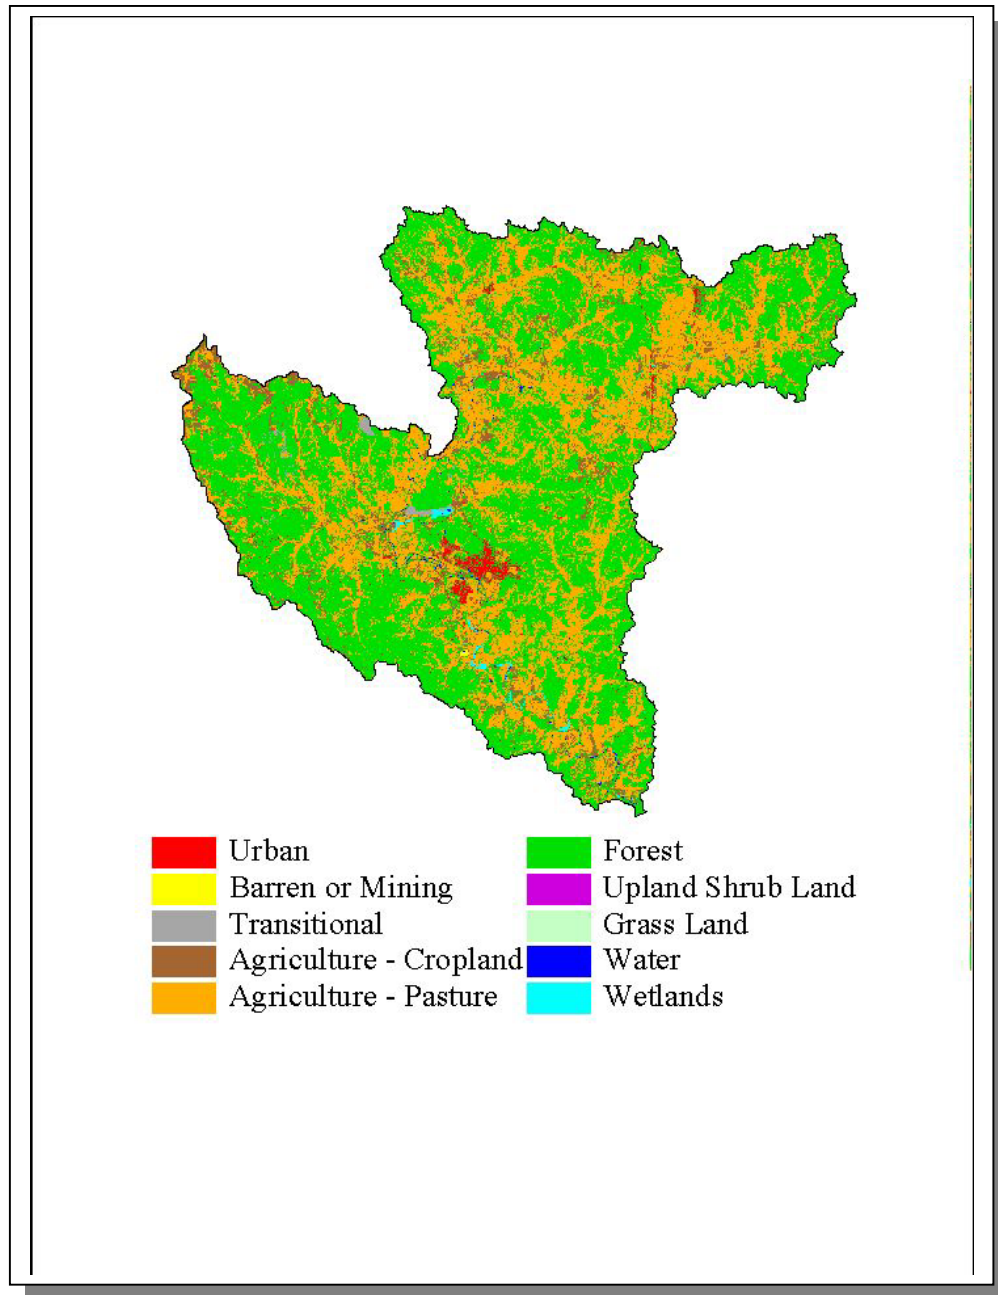 Urban
Barren or Mining
Transitional
Agriculture - Cropland
Agriculture - Pasture
Forest
Upland Shrub Land
Grass Land
Water
Wetlands